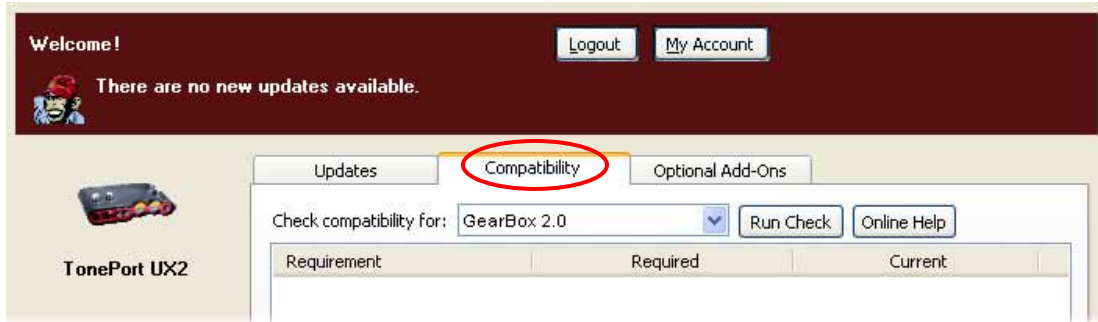 Welcome!
Logout My Account
There are no new updates available.
Updates Compatibility Optional Add-Ons
Check compatibility for: GearBox 2.0 Run Check Online Help
TonePort UX2
Requirement Required Current